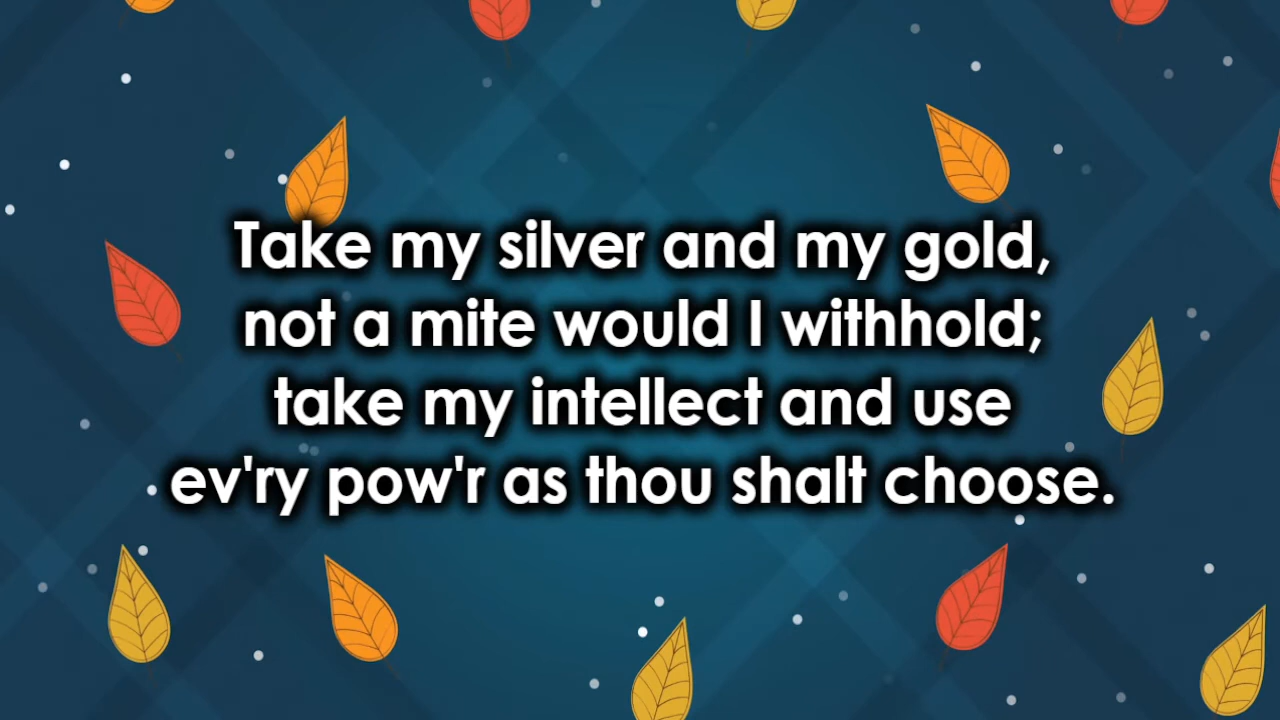 Take my silver and my gold,
not a mite would I withhold;
take my intellect and use
ev'ry pow'r as thou shalt choose.